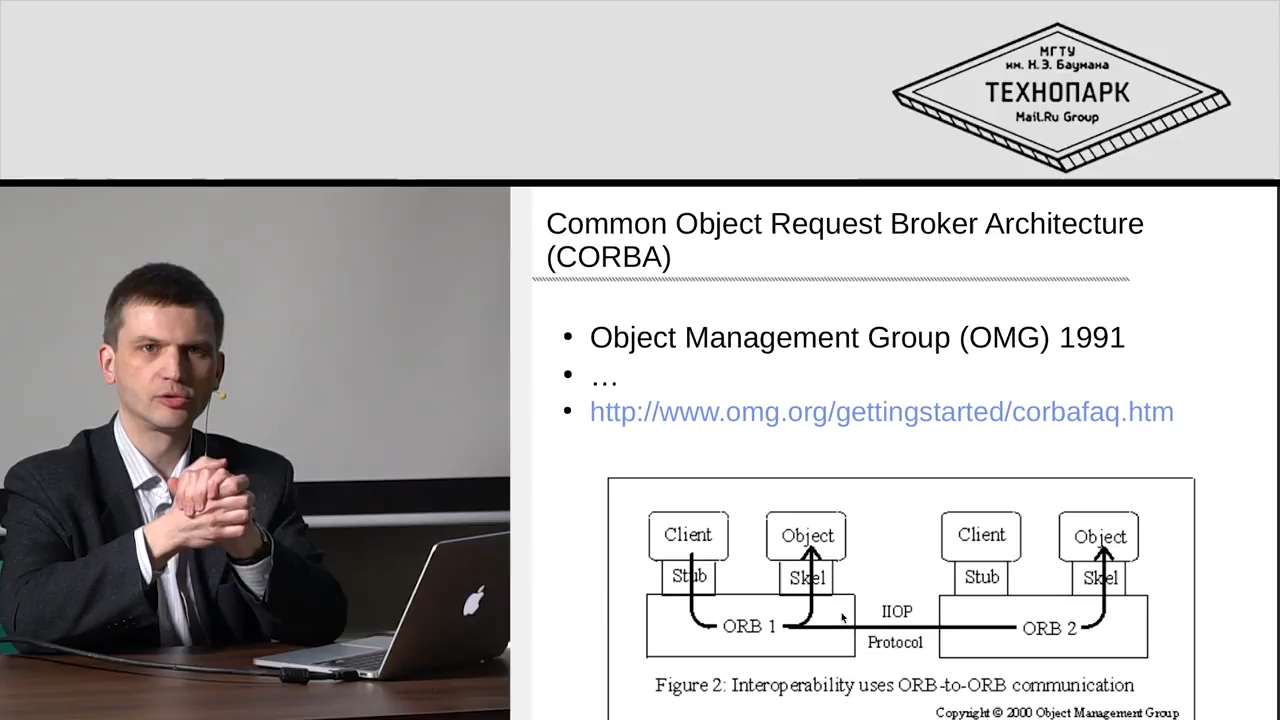 МГТУ
им. Н.Э. Баумана
ТЕХНОПАРК
Mail.Ru Group
Common Object Request Broker Architecture
(CORBA)
• Object Management Group (OMG) 1991
• …
• http://www.omg.org/gettingstarted/corbafaq.htm
Client Object Client Object
Stub Skel Stub Skel
IIOP
ORB 1 ORB 2
Protocol
Figure 2: Interoperability uses ORB-to-ORB communication
Copyright © 2000 Object Management Group